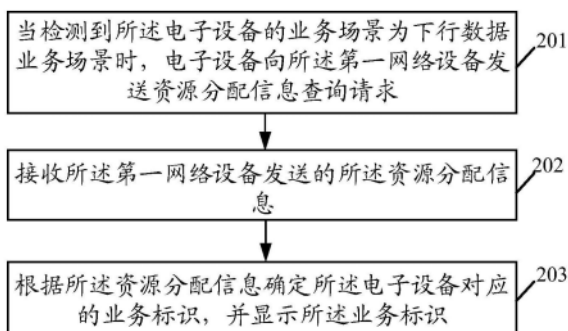 当检测到所述电子设备的业务场景为下行数据
业务场景时，电子设备向所述第一网络设备发
送资源分配信息查询请求
201
接收所述第一网络设备发送的所述资源分配信
息
202
根据所述资源分配信息确定所述电子设备对应
的业务标识，并显示所述业务标识
203